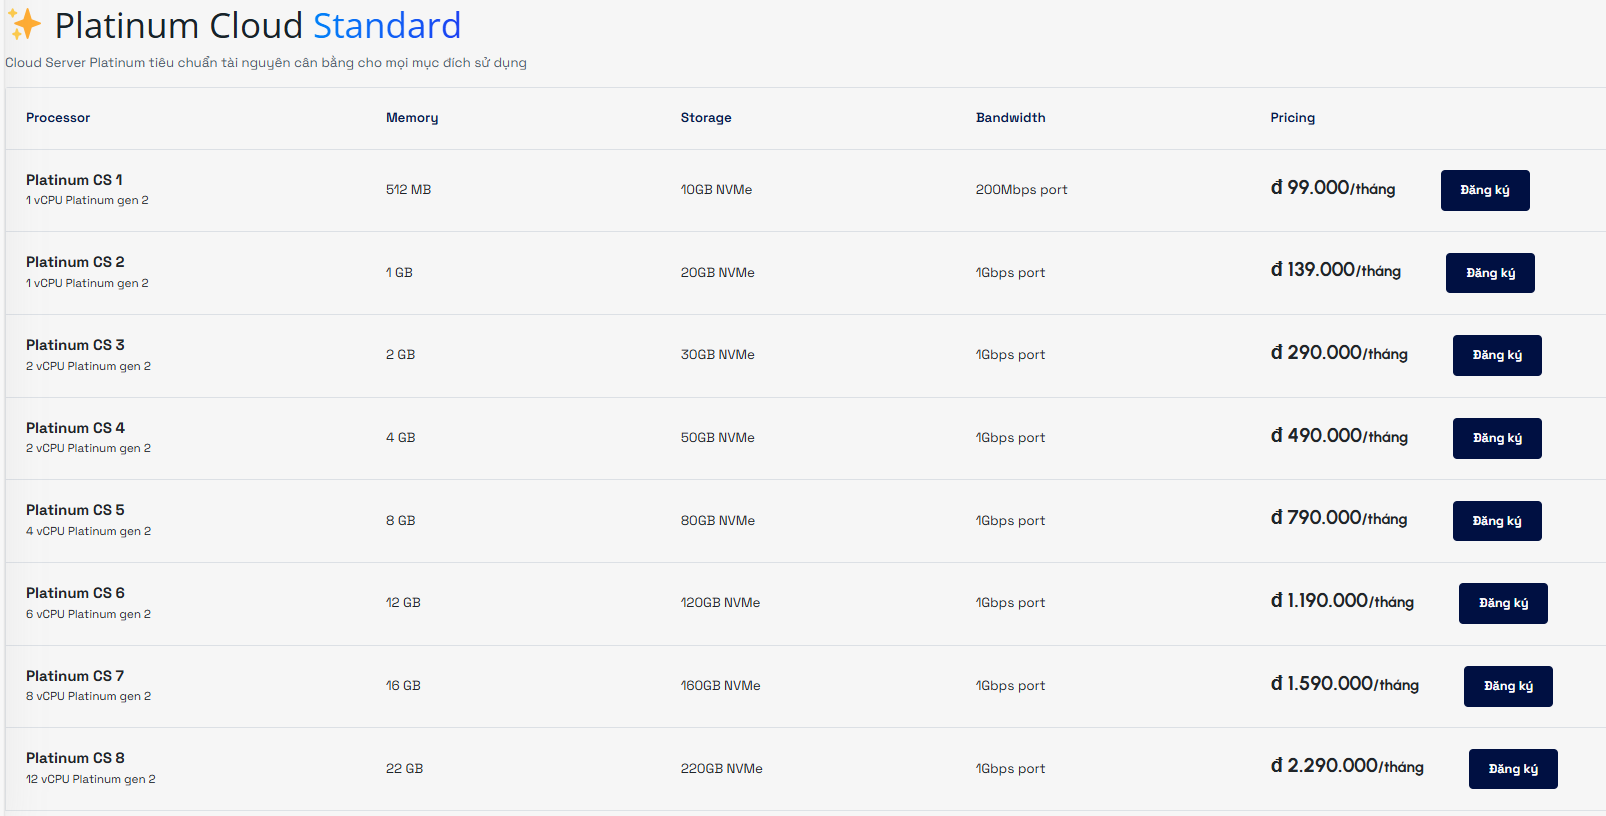 ✨ Platinum Cloud Standard
Cloud Server Platinum tiêu chuẩn tài nguyên cân bằng cho mọi mục đích sử dụng
Processor Memory Storage Bandwidth Pricing
Platinum CS 1
1 vCPU Platinum gen 2
512 MB 10GB NVMe 200Mbps port đ 99.000/tháng Đăng ký
Platinum CS 2
1 vCPU Platinum gen 2
1 GB 20GB NVMe 1Gbps port đ 139.000/tháng Đăng ký
Platinum CS 3
2 vCPU Platinum gen 2
2 GB 30GB NVMe 1Gbps port đ 290.000/tháng Đăng ký
Platinum CS 4
2 vCPU Platinum gen 2
4 GB 50GB NVMe 1Gbps port đ 490.000/tháng Đăng ký
Platinum CS 5
4 vCPU Platinum gen 2
8 GB 80GB NVMe 1Gbps port đ 790.000/tháng Đăng ký
Platinum CS 6
6 vCPU Platinum gen 2
12 GB 120GB NVMe 1Gbps port đ 1.190.000/tháng Đăng ký
Platinum CS 7
8 vCPU Platinum gen 2
16 GB 160GB NVMe 1Gbps port đ 1.590.000/tháng Đăng ký
Platinum CS 8
12 vCPU Platinum gen 2
22 GB 220GB NVMe 1Gbps port đ 2.290.000/tháng Đăng ký